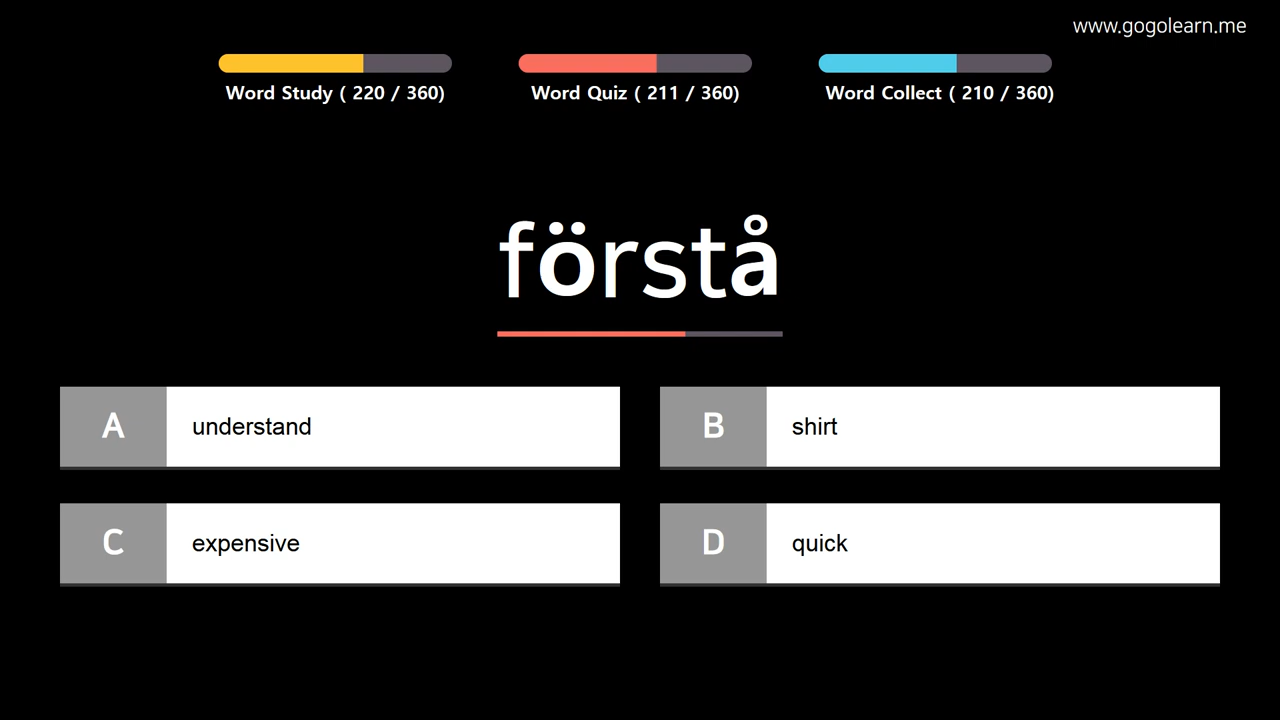 www.gogolearn.me
Word Study ( 220 / 360)
Word Quiz ( 211 / 360)
Word Collect ( 210 / 360)
förstå
A understand
B shirt
C expensive
D quick